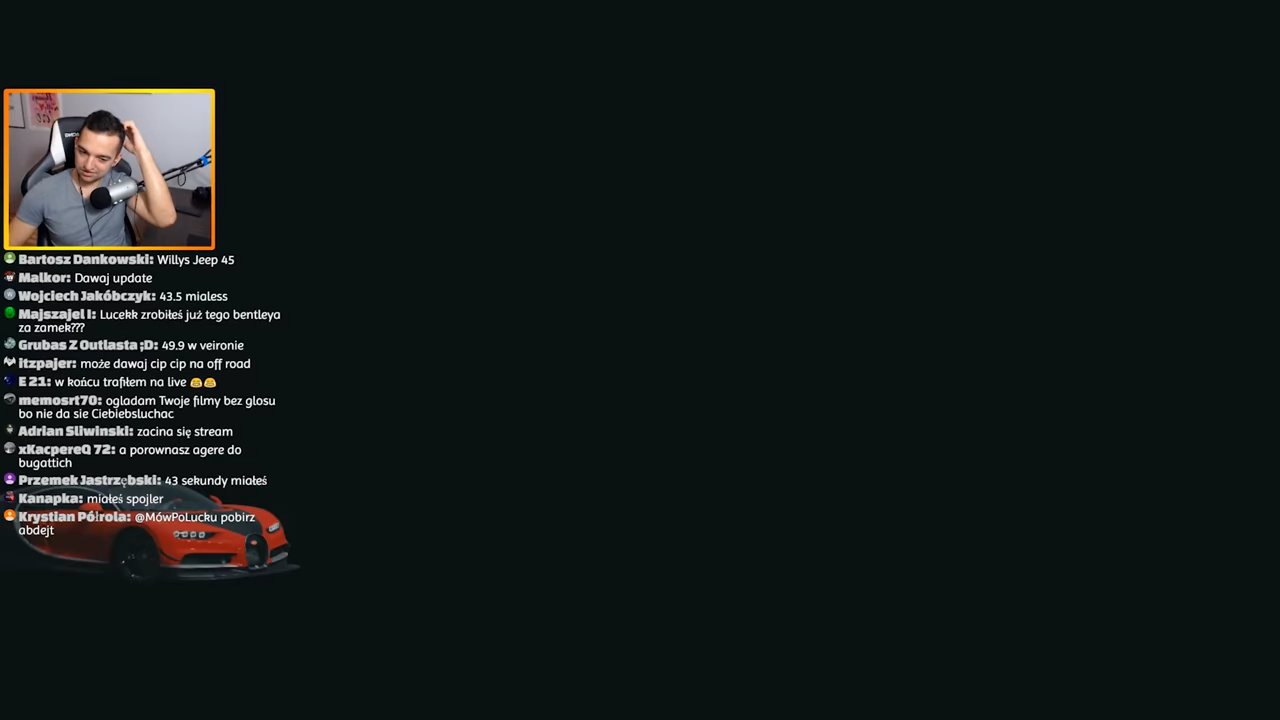 Bartosz Dankowski: Willys Jeep 45
Malkor: Dawaj update
Wojciech Jakóbczyk: 43.5 mialess
Majszajel I: Lucekk zrobiłeś już tego bentleya
za zamek???
Grubas Z Outlasta ;D: 49.9 w veironie
itzpajer: może dawaj cip cip na off road
E 21: w końcu trafiłem na live 😂😂
memosrt70: ogladam Twoje filmy bez glosu
bo nie da sie Ciebiebsluchac
Adrian Sliwinski: zacina się stream
xKacpereQ 72: a porownasz agere do
bugattich
Przemek Jastrzębski: 43 sekundy miałeś
Kanapka: miałeś spojler
Krystian Półrola: @MówPoLucku pobirz
abdejt